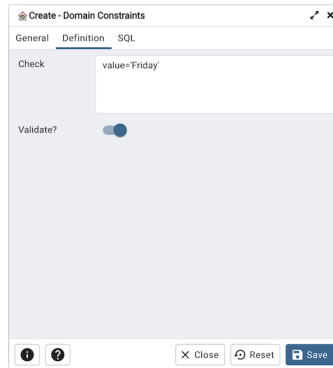 Create - Domain Constraints
General Definition SQL
Check
value='Friday'
Validate?
Close Reset Save